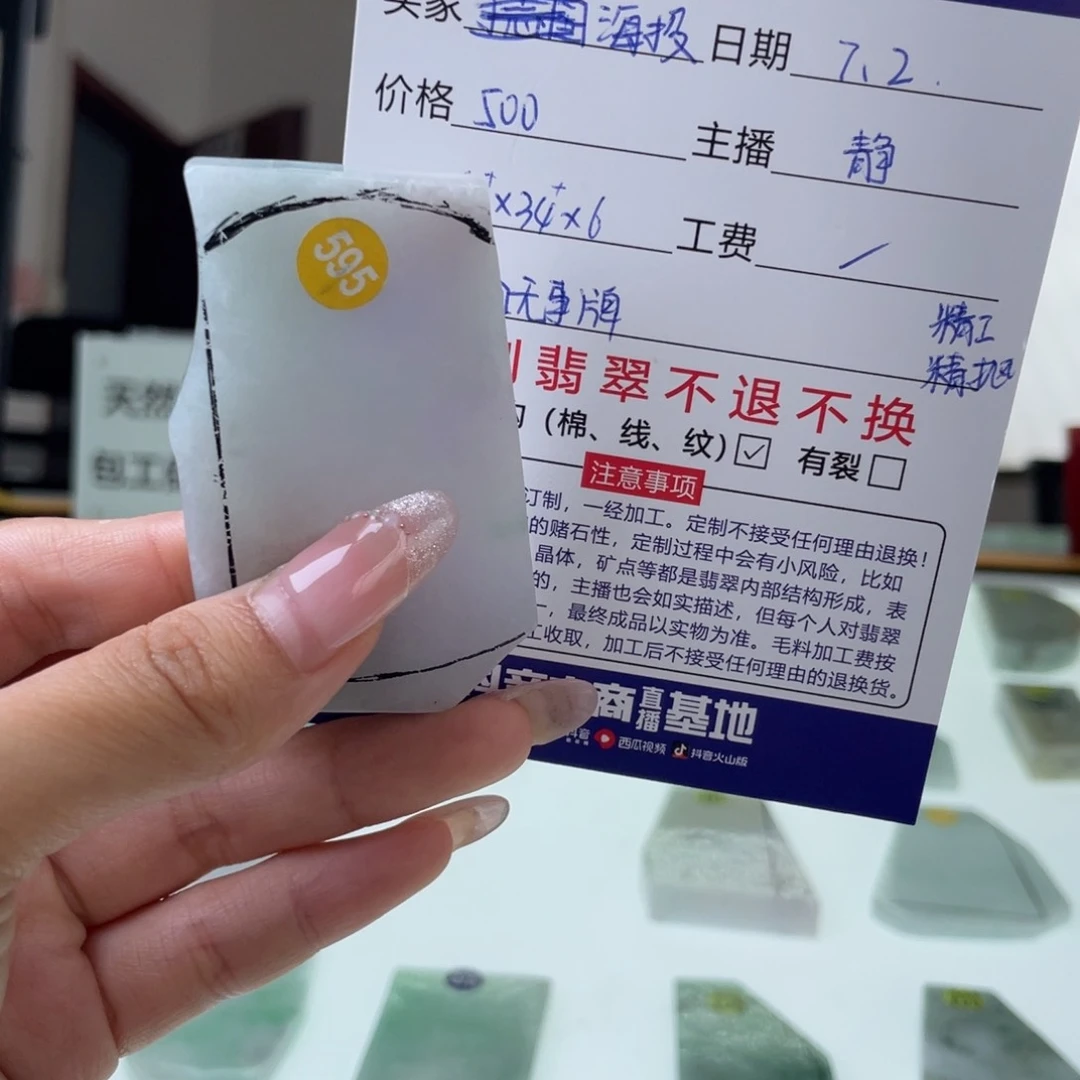 买家 海投 日期 7.2.
价格 500 主播 静
×34⁺×6 工费 /
无事牌
精工
精抛
翡翠不退不换
(棉、线、纹) ☑ 有裂 □
注意事项
订制，一经加工。定制不接受任何理由退换！
的赌石性，定制过程中会有小风险，比如
晶体，矿点等都是翡翠内部结构形成，表
的，主播也会如实描述，但每个人对翡翠
，最终成品以实物为准。毛料加工费按
工收取，加工后不接受任何理由的退换货。
商直播基地
抖音 西瓜视频 抖音火山版
595
天然
包工